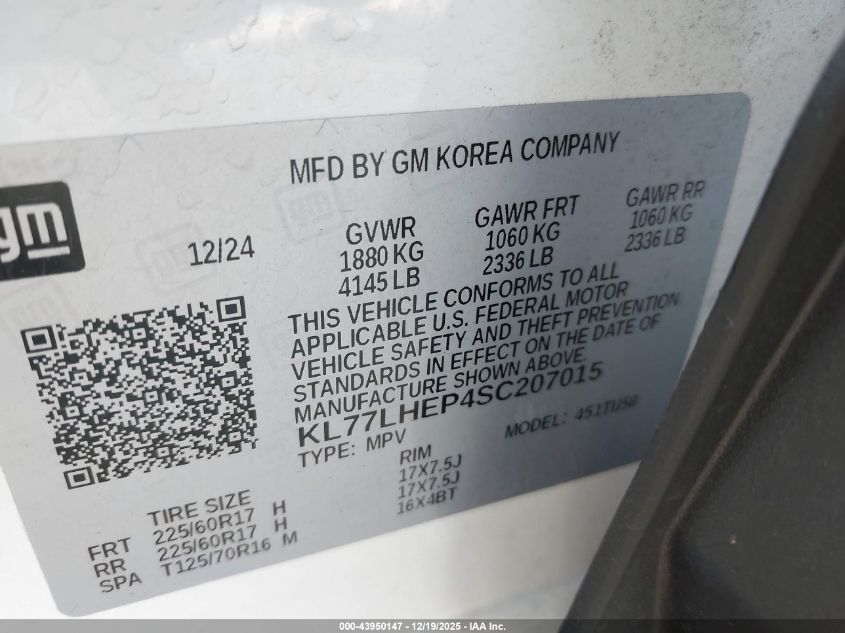 MFD BY GM KOREA COMPANY
gm
12/24
GVWR
1880 KG
4145 LB
GAWR FRT
1060 KG
2336 LB
GAWR RR
1060 KG
2336 LB
THIS VEHICLE CONFORMS TO ALL
APPLICABLE U.S. FEDERAL MOTOR
VEHICLE SAFETY AND THEFT PREVENTION
STANDARDS IN EFFECT ON THE DATE OF
MANUFACTURE SHOWN ABOVE.
KL77LHEP4SC207015
TYPE: MPV
MODEL: 451TU58
TIRE SIZE RIM
FRT 225/60R17 H 17X7.5J
RR 225/60R17 H 17X7.5J
SPA T125/70R16 M 16X4BT
000-43950147 - 12/19/2025 - IAA Inc.